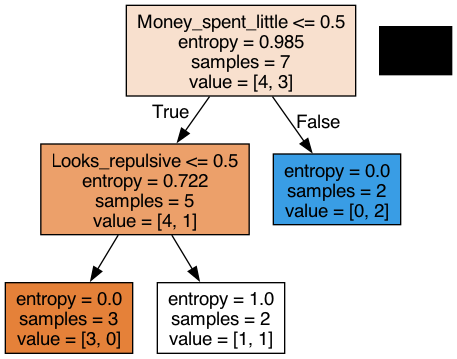 Money_spent_little <= 0.5
entropy = 0.985
samples = 7
value = [4, 3]
True
False
Looks_repulsive <= 0.5
entropy = 0.722
samples = 5
value = [4, 1]
entropy = 0.0
samples = 2
value = [0, 2]
entropy = 0.0
samples = 3
value = [3, 0]
entropy = 1.0
samples = 2
value = [1, 1]